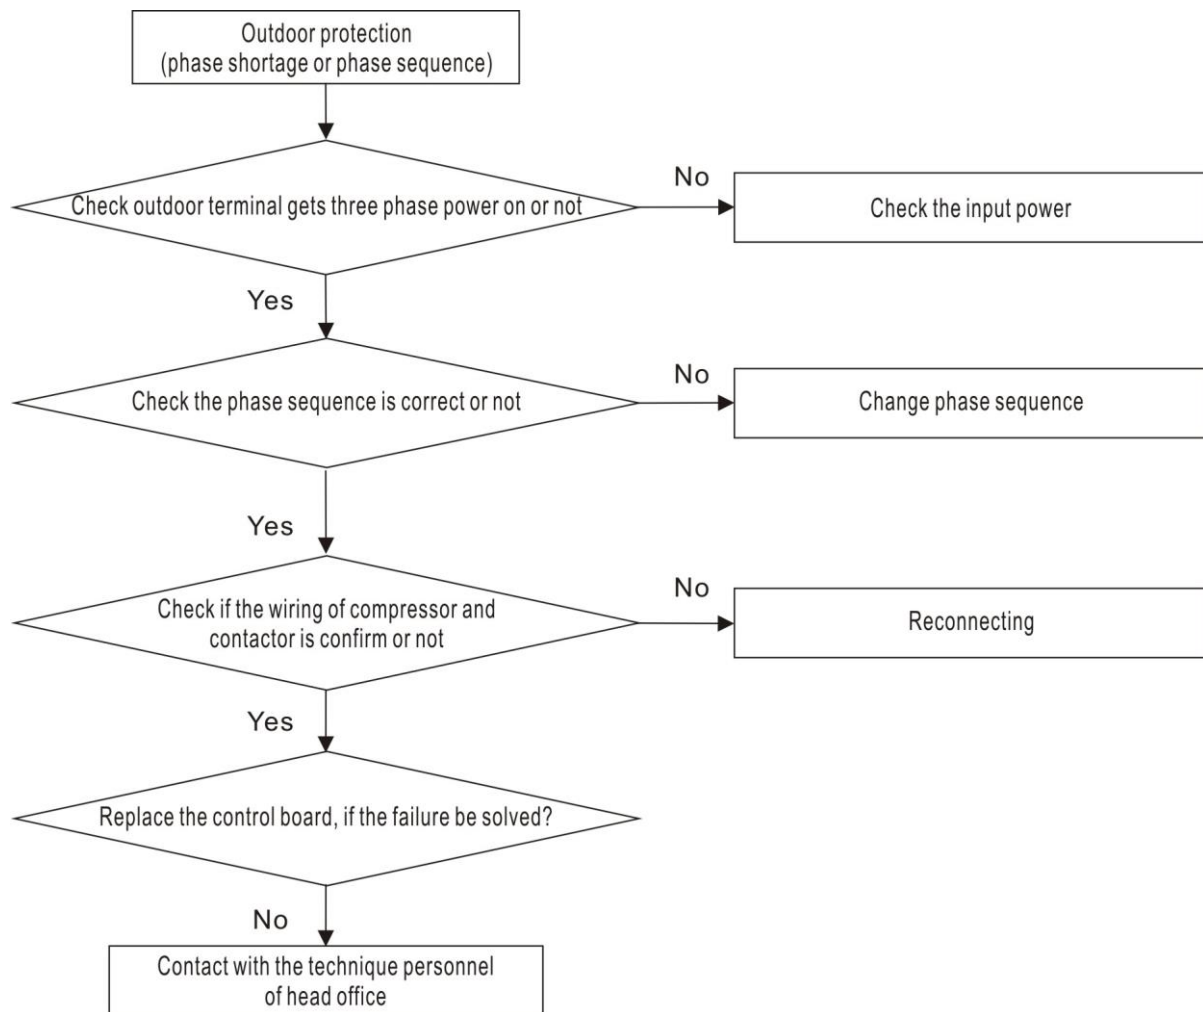 Outdoor protection
(phase shortage or phase sequence)
Check outdoor terminal gets three phase power on or not
No
Check the input power
Yes
Check the phase sequence is correct or not
No
Change phase sequence
Yes
Check if the wiring of compressor and
contactor is confirm or not
No
Reconnecting
Yes
Replace the control board, if the failure be solved?
No
Contact with the technique personnel
of head office